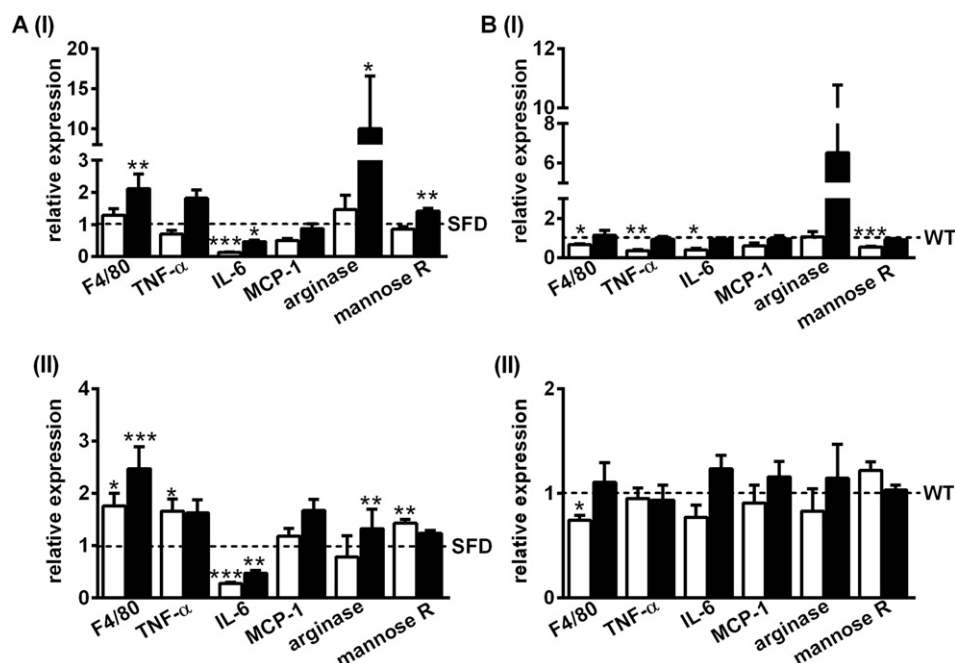 A (I)
relative expression
20
15
10
5
2
1
0
**
***
*
*
**
SFD
F4/80
TNF-α
IL-6
MCP-1
arginase
mannose R
B (I)
relative expression
12
10
8
6
2
0
*
**
*
***
WT
F4/80
TNF-α
IL-6
MCP-1
arginase
mannose R
(II)
relative expression
4
3
2
1
0
*
***
*
***
**
**
**
SFD
F4/80
TNF-α
IL-6
MCP-1
arginase
mannose R
(II)
relative expression
2
1
0
*
WT
F4/80
TNF-α
IL-6
MCP-1
arginase
mannose R